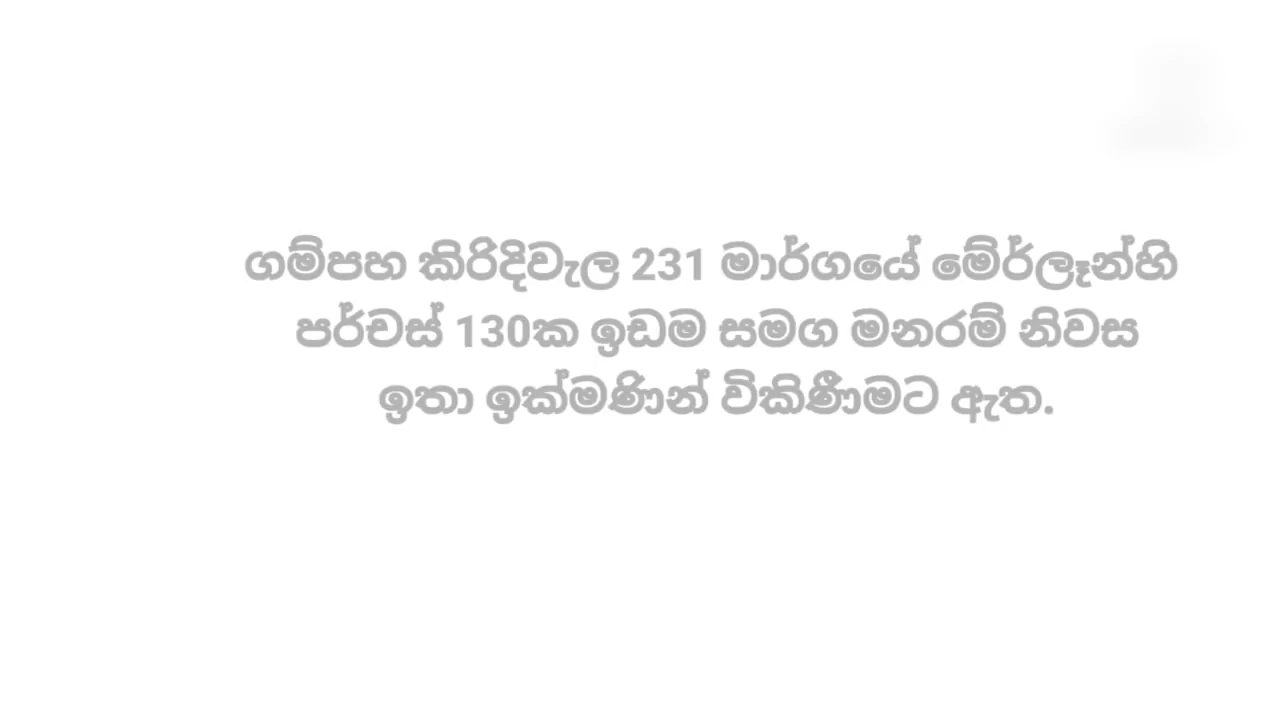 ගම්පහ කිරිදිවැල 231 මාර්ගයේ මේර්ලෑන්හි
පර්චස් 130ක ඉඩම සමග මනරම් නිවස
ඉතා ඉක්මණින් විකිණීමට ඇත.